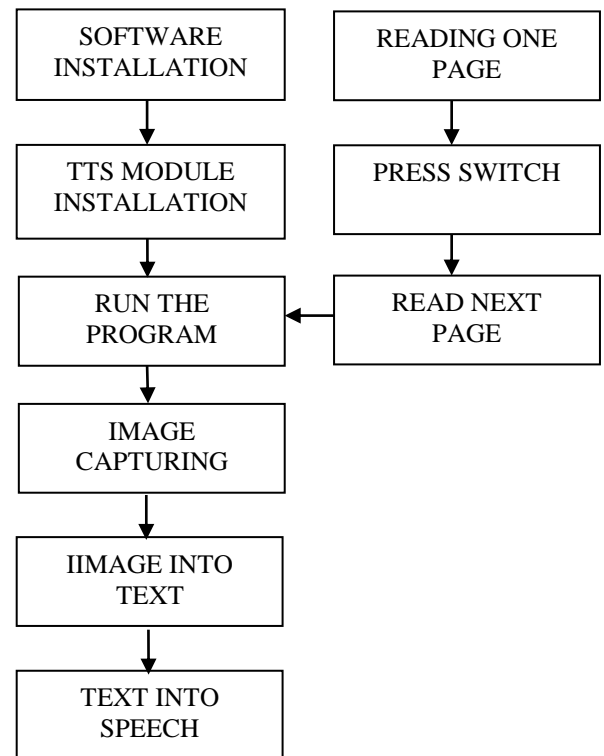 SOFTWARE
INSTALLATION
TTS MODULE
INSTALLATION
RUN THE
PROGRAM
IMAGE
CAPTURING
IIMAGE INTO
TEXT
TEXT INTO
SPEECH
READING ONE
PAGE
PRESS SWITCH
READ NEXT
PAGE